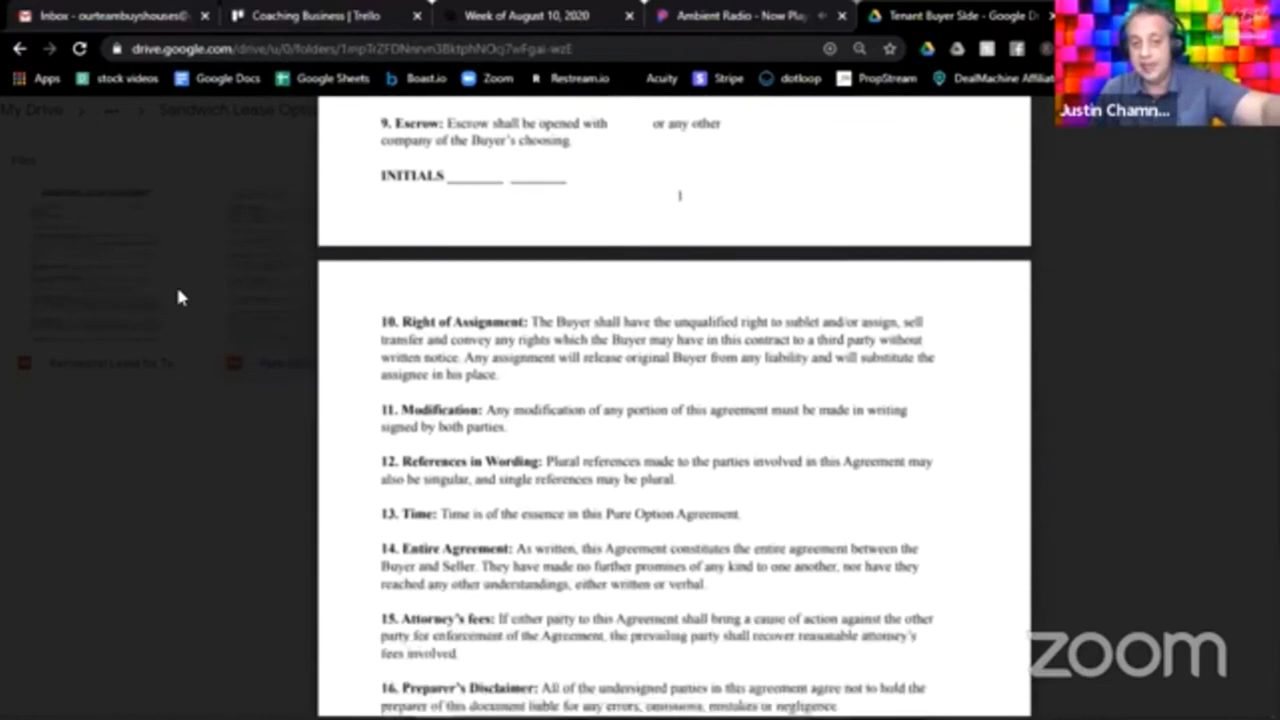 Inbox - ourteambuyshouses@
Coaching Business | Trello
Week of August 10, 2020
Ambient Radio - Now Play
Tenant Buyer Side - Google D
drive.google.com/drive/u/0/folders/
Apps
stock videos
Google Docs
Google Sheets
Boast.io
Zoom
Restream.io
Acuity
Stripe
dotloop
PropStream
DealMachine Affiliat
Justin Chamn...
My Drive
Sandwich Lease Optio
Files
9. Escrow: Escrow shall be opened with or any other
company of the Buyer's choosing.
INITIALS ________ ________
1
10. Right of Assignment: The Buyer shall have the unqualified right to sublet and/or assign, sell
transfer and convey any rights which the Buyer may have in this contract to a third party without
written notice. Any assignment will release original Buyer from any liability and will substitute the
assignee in his place.
11. Modification: Any modification of any portion of this agreement must be made in writing
signed by both parties.
12. References in Wording: Plural references made to the parties involved in this Agreement may
also be singular, and single references may be plural.
13. Time: Time is of the essence in this Pure Option Agreement.
14. Entire Agreement: As written, this Agreement constitutes the entire agreement between the
Buyer and Seller. They have made no further promises of any kind to one another, nor have they
reached any other understandings, either written or verbal.
15. Attorney's fees: If either party to this Agreement shall bring a cause of action against the other
party for enforcement of the Agreement, the prevailing party shall recover reasonable attorney's
fees involved.
16. Preparer's Disclaimer: All of the undersigned parties in this agreement agree not to hold the
preparer of this document liable for any errors, omissions, mistakes or negligence
zoom